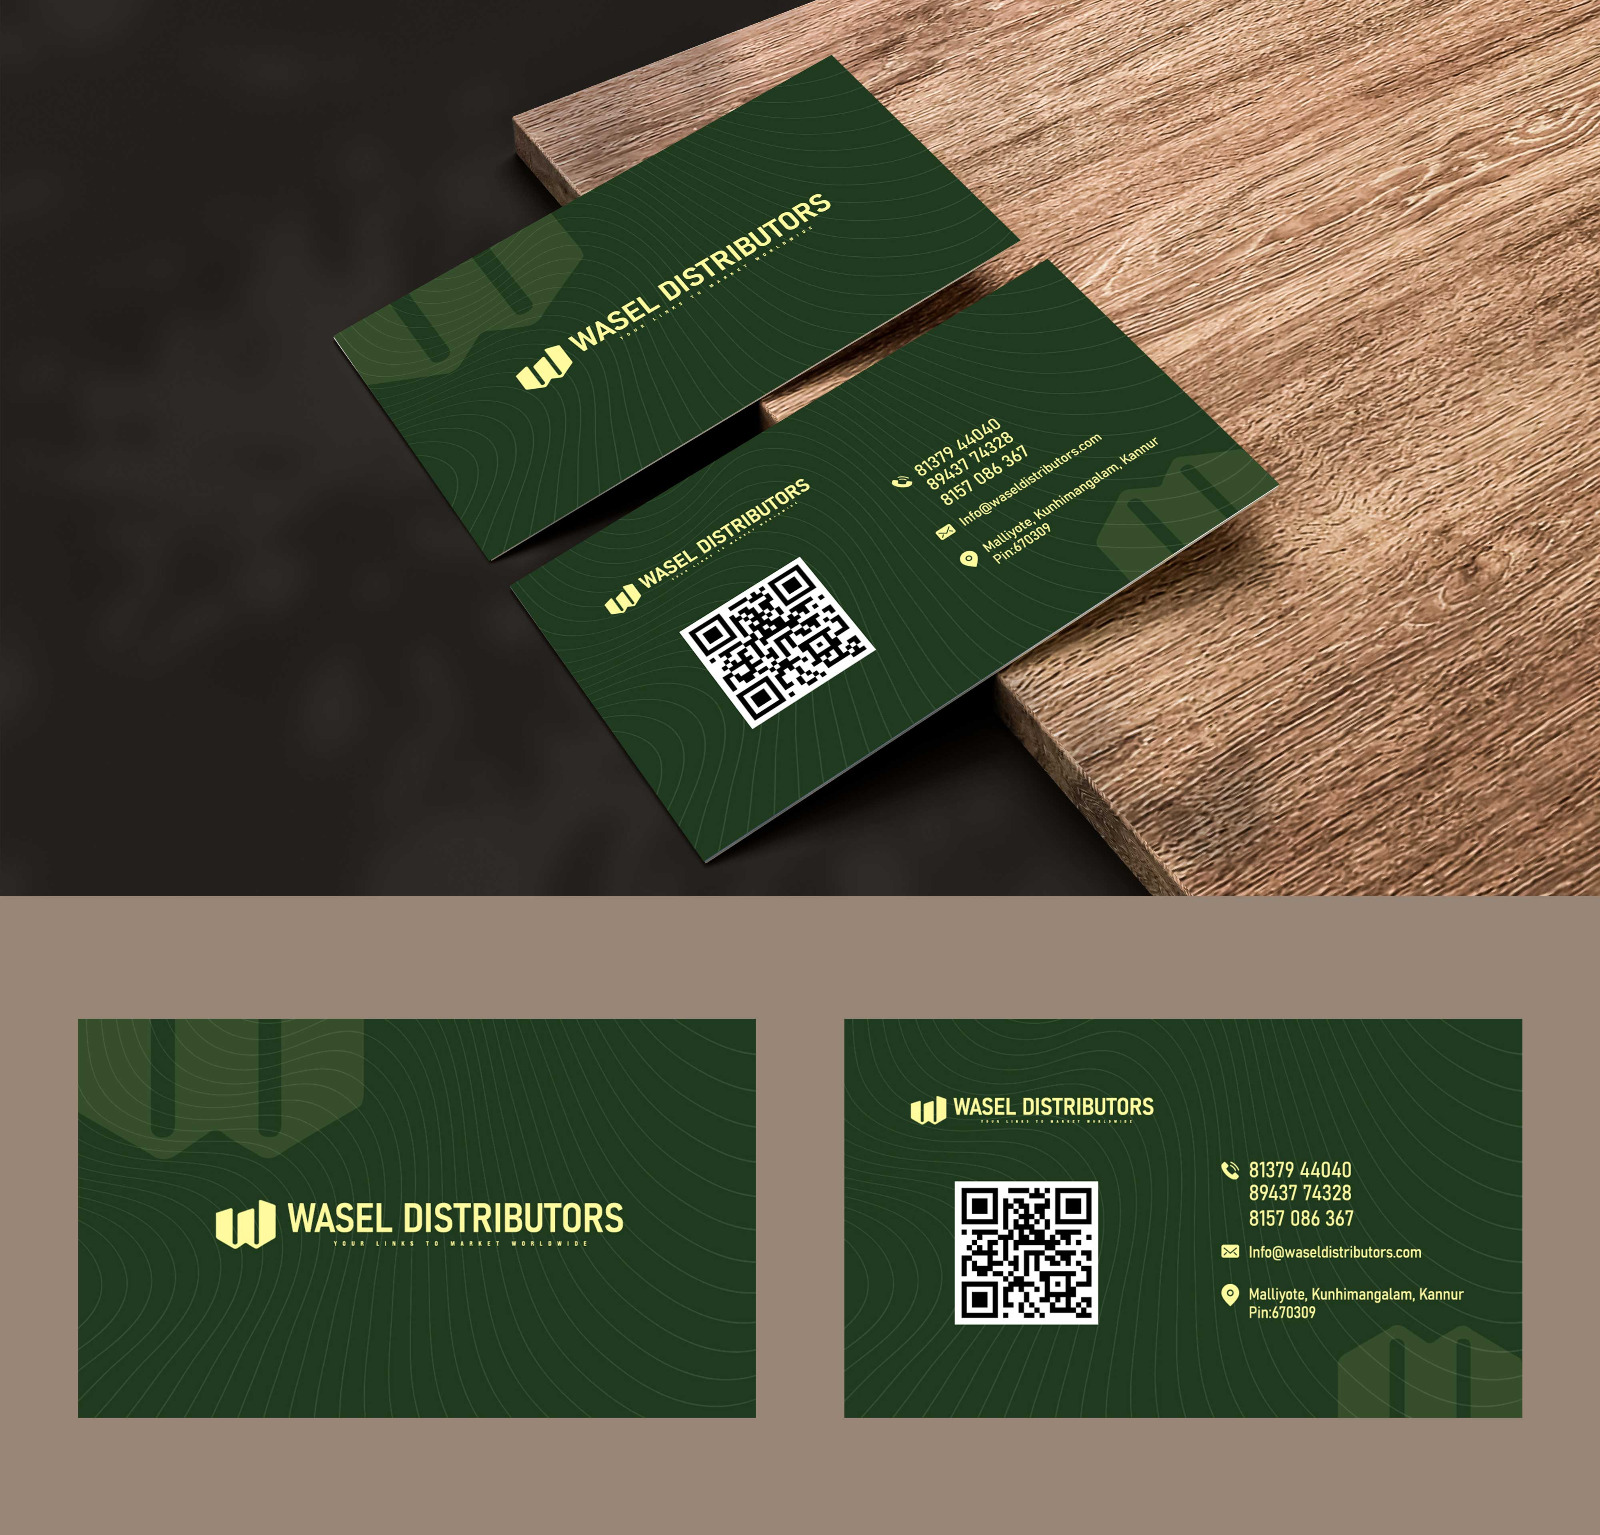 WASEL DISTRIBUTORS
YOUR LINKS TO MARKET WORLDWIDE
WASEL DISTRIBUTORS
YOUR LINKS TO MARKET WORLDWIDE
81379 44040
89437 74328
8157 086 367
Info@waseldistributors.com
Malliyote, Kunhimangalam, Kannur
Pin:670309
WASEL DISTRIBUTORS
YOUR LINKS TO MARKET WORLDWIDE
WASEL DISTRIBUTORS
YOUR LINKS TO MARKET WORLDWIDE
81379 44040
89437 74328
8157 086 367
Info@waseldistributors.com
Malliyote, Kunhimangalam, Kannur
Pin:670309